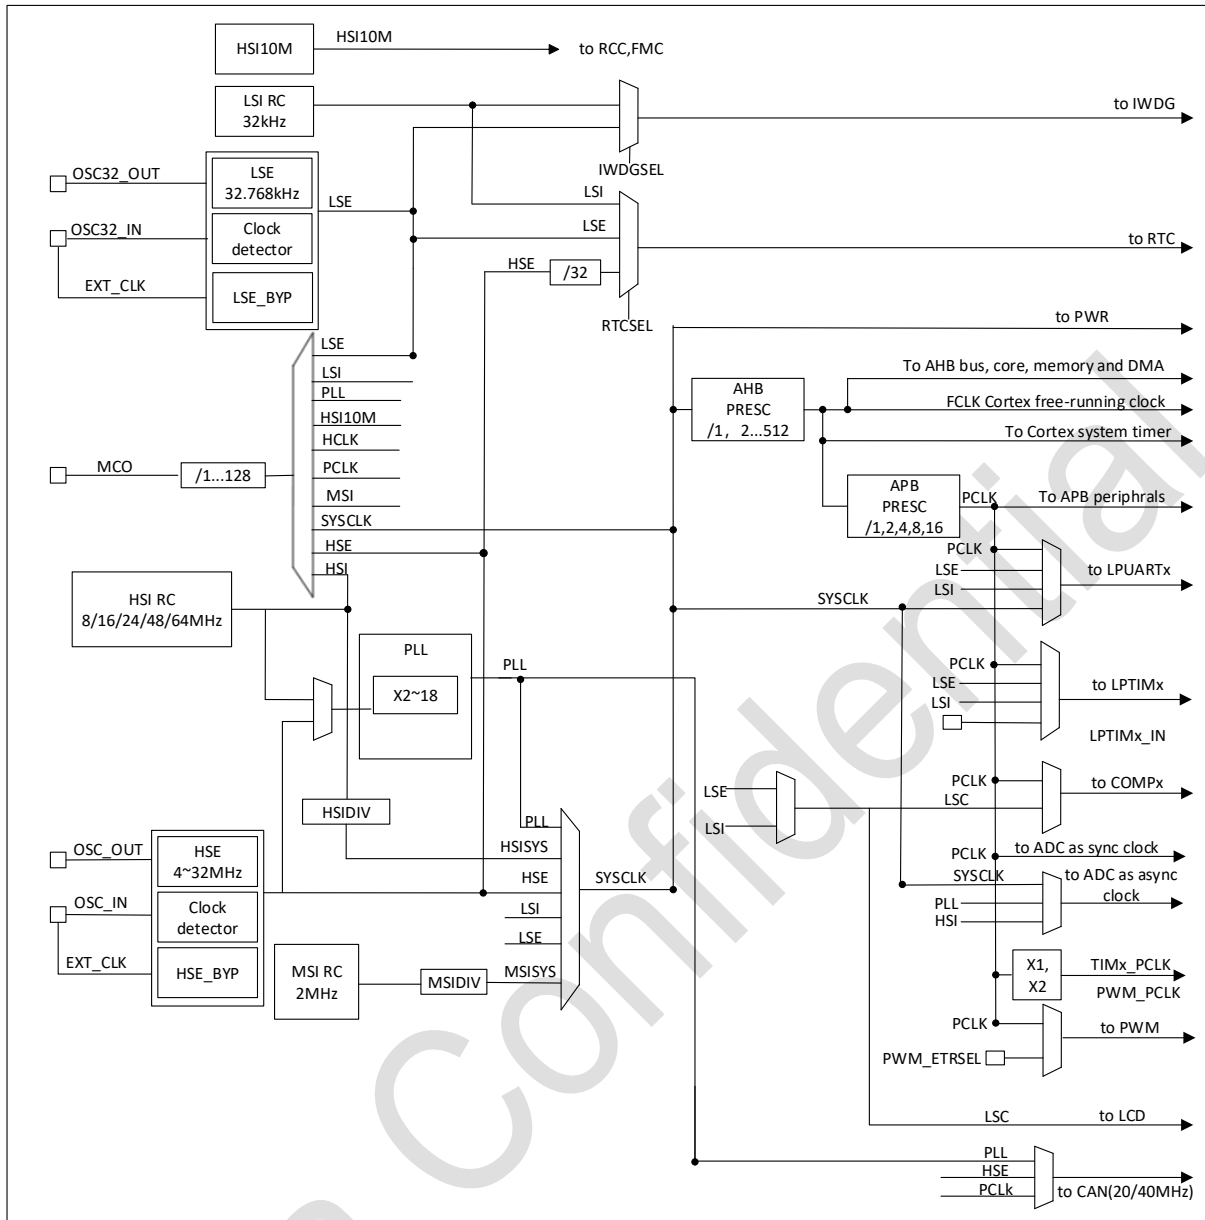 HSI10M
HSI10M
to RCC,FMC
LSI RC
32kHz
to IWDG
IWDGSEL
OSC32_OUT
LSE
32.768kHz
LSE
OSC32_IN
Clock
detector
EXT_CLK
LSE_BYP
LSI
LSE
HSE
/32
RTCSEL
to RTC
to PWR
LSE
LSI
PLL
HSI10M
HCLK
PCLK
MSI
SYSCLK
HSE
HSI
MCO
/1...128
AHB
PRESC
/1, 2...512
To AHB bus, core, memory and DMA
FCLK Cortex free-running clock
To Cortex system timer
APB
PRESC
/1,2,4,8,16
PCLK
To APB periphrals
HSI RC
8/16/24/48/64MHz
PCLK
LSE
LSI
SYSCLK
to LPUARTx
PLL
X2~18
PLL
PCLK
LSE
LSI
to LPTIMx
LPTIMx_IN
HSIDIV
LSE
LSI
PCLK
LSC
to COMPx
OSC_OUT
HSE
4~32MHz
OSC_IN
Clock
detector
EXT_CLK
HSE_BYP
MSI RC
2MHz
MSIDIV
PLL
HSISYS
HSE
LSI
LSE
MSISYS
SYSCLK
PCLK
to ADC as sync clock
SYSCLK
PLL
HSI
to ADC as async
clock
X1,
X2
TIMx_PCLK
PWM_PCLK
PCLK
PWM_ETRSEL
to PWM
LSC
to LCD
PLL
HSE
PCLk
to CAN(20/40MHz)
Confidential